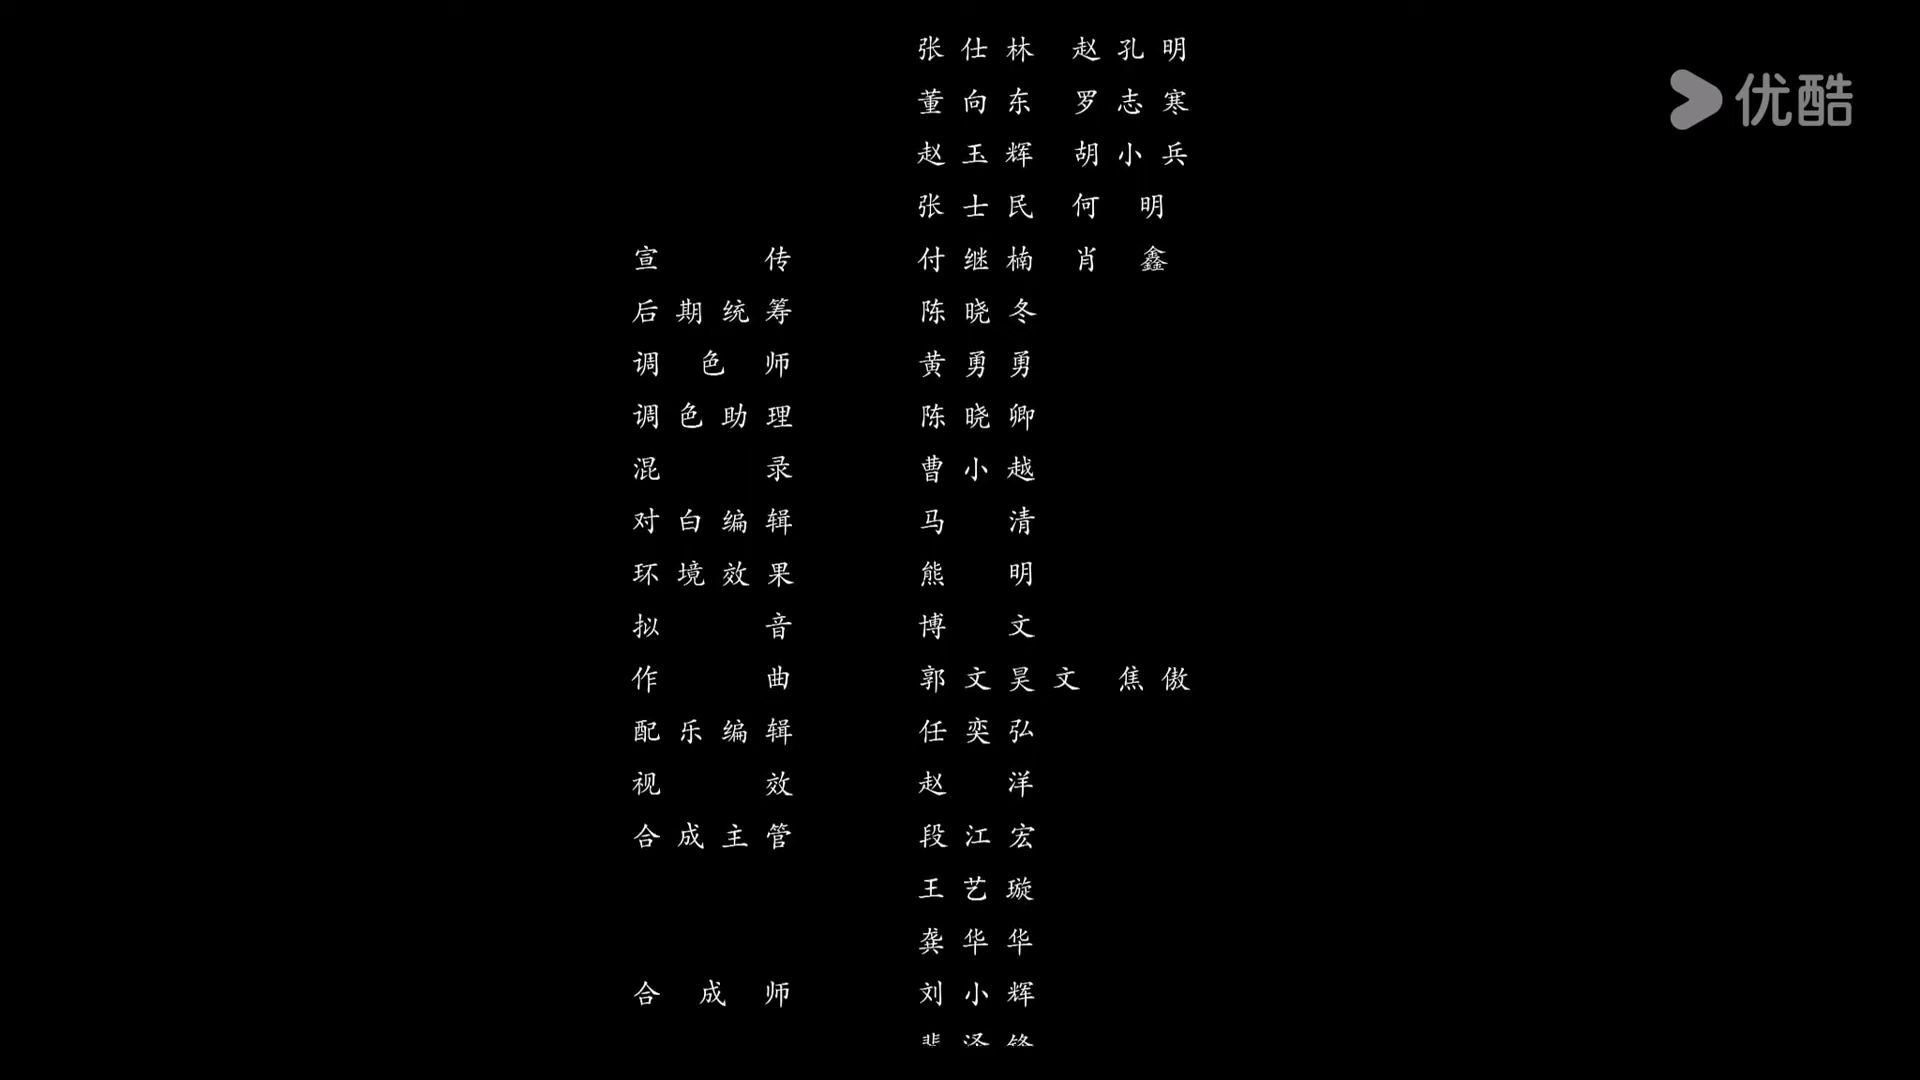 张仕林 赵孔明
董向东 罗志寒
优酷
赵玉辉 胡小兵
张士民 何明
宣传 付继楠 肖鑫
后期统筹 陈晓冬
调色师 黄勇勇
调色助理 陈晓卿
混录 曹小越
对白编辑 马清
环境效果 熊明
拟音 博文
作曲 郭文昊文 焦傲
配乐编辑 任奕弘
视效 赵洋
合成主管 段江宏
王艺璇
龚华华
合成师 刘小辉